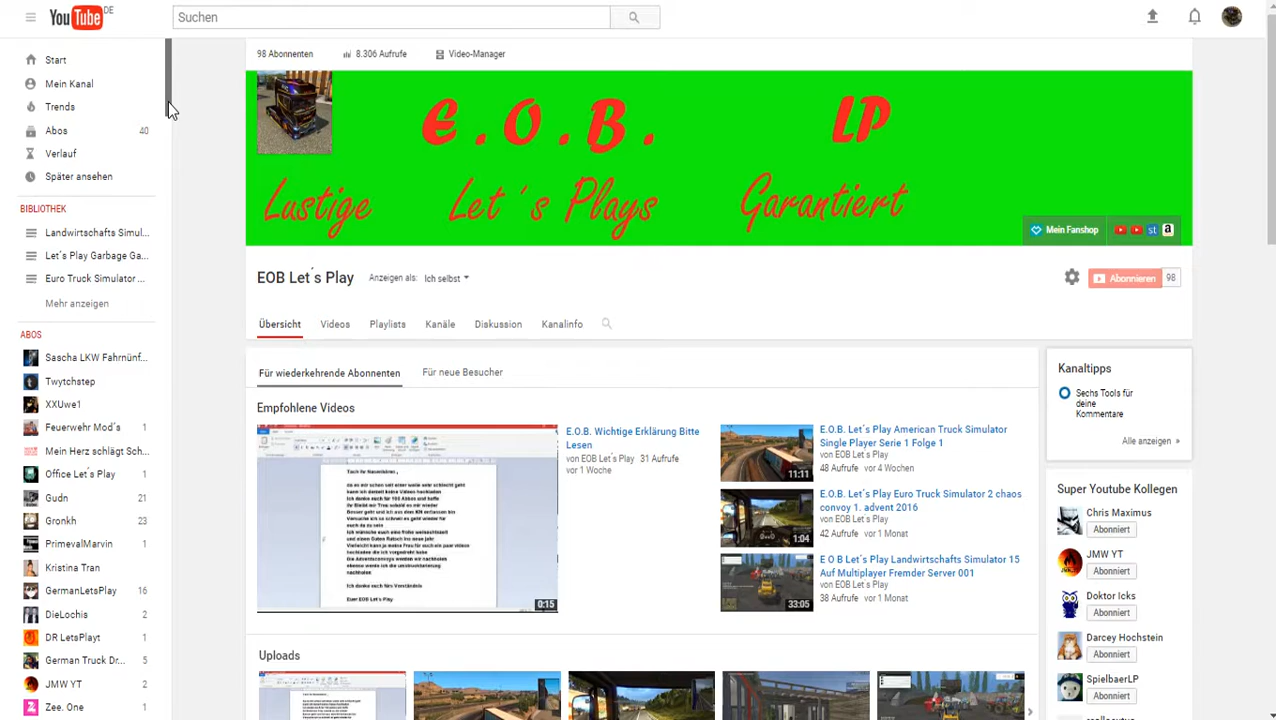 YouTube DE
Suchen
Start
Mein Kanal
Trends
Abos 40
Verlauf
Später ansehen
BIBLIOTHEK
Landwirtschafts Simul...
Let´s Play Garbage Ga...
Euro Truck Simulator ...
Mehr anzeigen
ABOS
Sascha LKW Fahrnünf...
Twytchstep
XXUwe1
Feuerwehr Mod´s 1
Mein Herz schlägt Sch...
Office Let´s Play 1
Gudn 21
Gronkh 23
PrimevalMarvin 1
Kristina Tran
GermanLetsPlay 16
DieLochis 2
DR LetsPlayt 1
German Truck Dr... 5
JMW YT 2
98 Abonnenten 8.306 Aufrufe Video-Manager
E.O.B. LP
Lustige Let´s Plays Garantiert
Mein Fanshop st a
EOB Let´s Play Anzeigen als: Ich selbst
Abonnieren 98
Übersicht Videos Playlists Kanäle Diskussion Kanalinfo
Für wiederkehrende Abonnenten Für neue Besucher
Empfohlene Videos
0:15
E.O.B. Wichtige Erklärung Bitte
Lesen
von EOB Let´s Play 31 Aufrufe
vor 1 Woche
11:11
E.O.B. Let´s Play American Truck
Simulator Single Player Serie 1 Folge 1
von EOB Let´s Play
48 Aufrufe vor 4 Wochen
1:04
E.O.B. Let´s Play Euro Truck Simulator 2 chaos
convoy 1. advent 2016
von EOB Let´s Play
42 Aufrufe vor 1 Monat
33:05
E.O.B Let´s Play Landwirtschafts Simulator 15
Auf Multiplayer Fremder Server 001
von EOB Let´s Play
38 Aufrufe vor 1 Monat
Uploads
Kanaltipps
Sechs Tools für
deine
Kommentare
Alle anzeigen »
Super Youtube Kollegen
Chris Maximus
Abonniert
JMW YT
Abonniert
Doktor Icks
Abonniert
Darcey Hochstein
Abonniert
SpielbaerLP
Abonniert